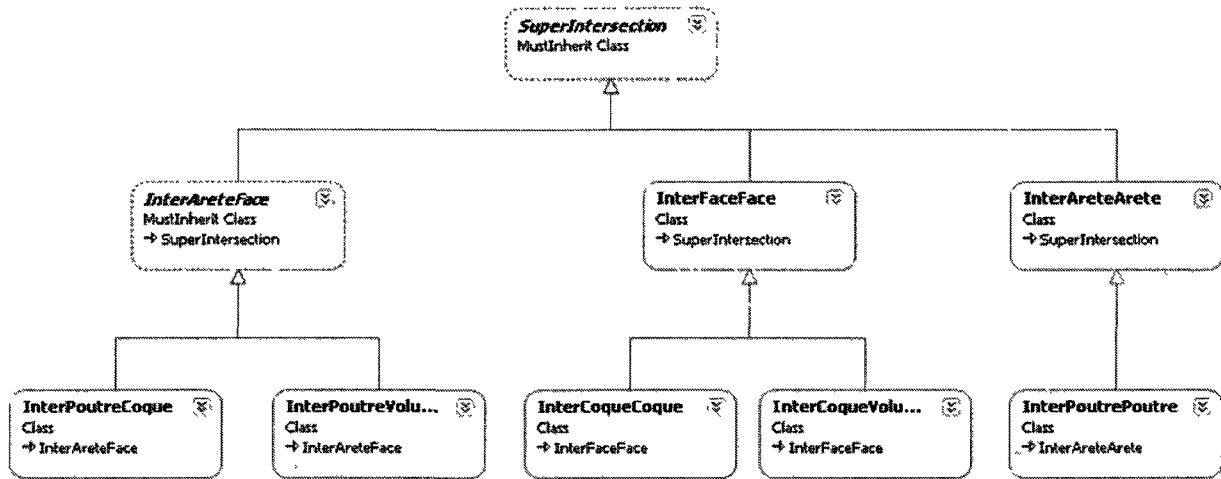 SuperIntersection
MustInherit Class
InterAreteFace
MustInherit Class
SuperIntersection
InterFaceFace
Class
SuperIntersection
InterAreteArete
Class
SuperIntersection
InterPoutreCoque
Class
InterAreteFace
InterPoutreVolu...
Class
InterAreteFace
InterCoqueCoque
Class
InterFaceFace
InterCoqueVolu...
Class
InterFaceFace
InterPoutrePoutre
Class
InterAreteArete